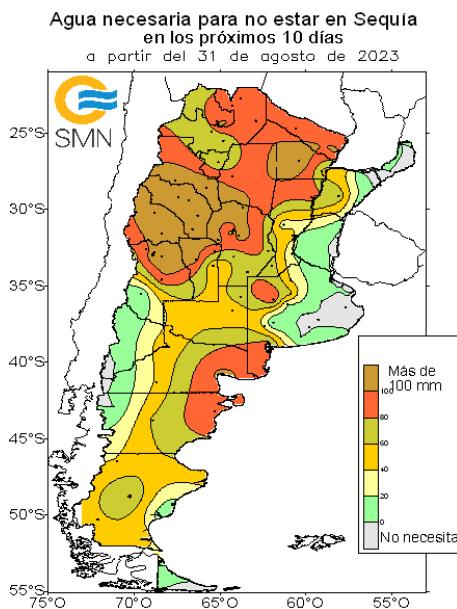 Agua necesaria para no estar en Sequía
en los próximos 10 días
a partir del 31 de agosto de 2023
SMN
25°S
30°S
35°S
40°S
45°S
50°S
55°S
75°O
70°O
65°O
60°O
55°O
Más de
100 mm
100
80
60
40
20
0
No necesita